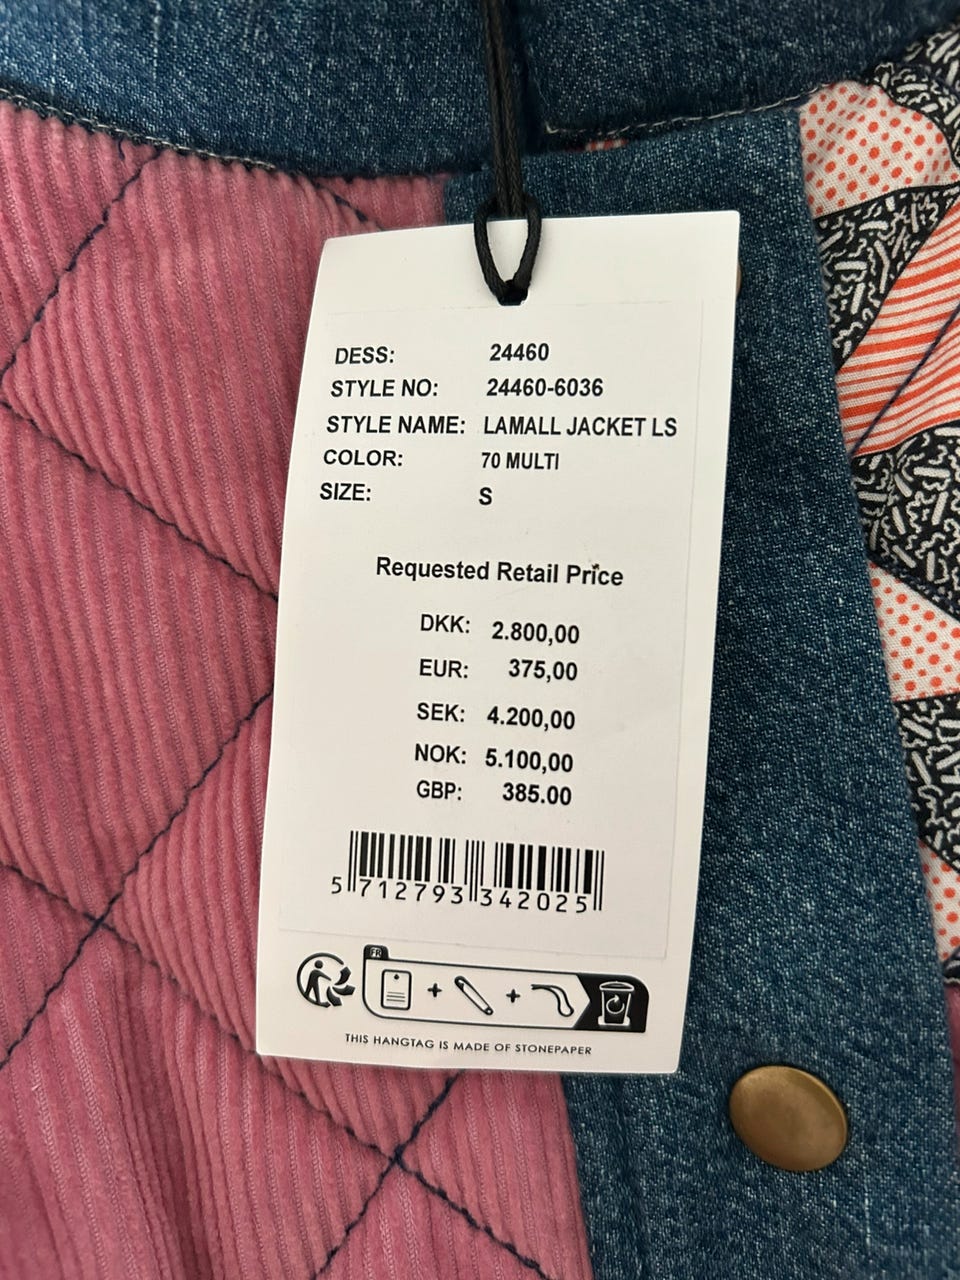 DESS: 24460
STYLE NO: 24460-6036
STYLE NAME: LAMALL JACKET LS
COLOR: 70 MULTI
SIZE: S
Requested Retail Price
DKK: 2.800,00
EUR: 375,00
SEK: 4.200,00
NOK: 5.100,00
GBP: 385.00
5 712793 342025
FR
THIS HANGTAG IS MADE OF STONEPAPER